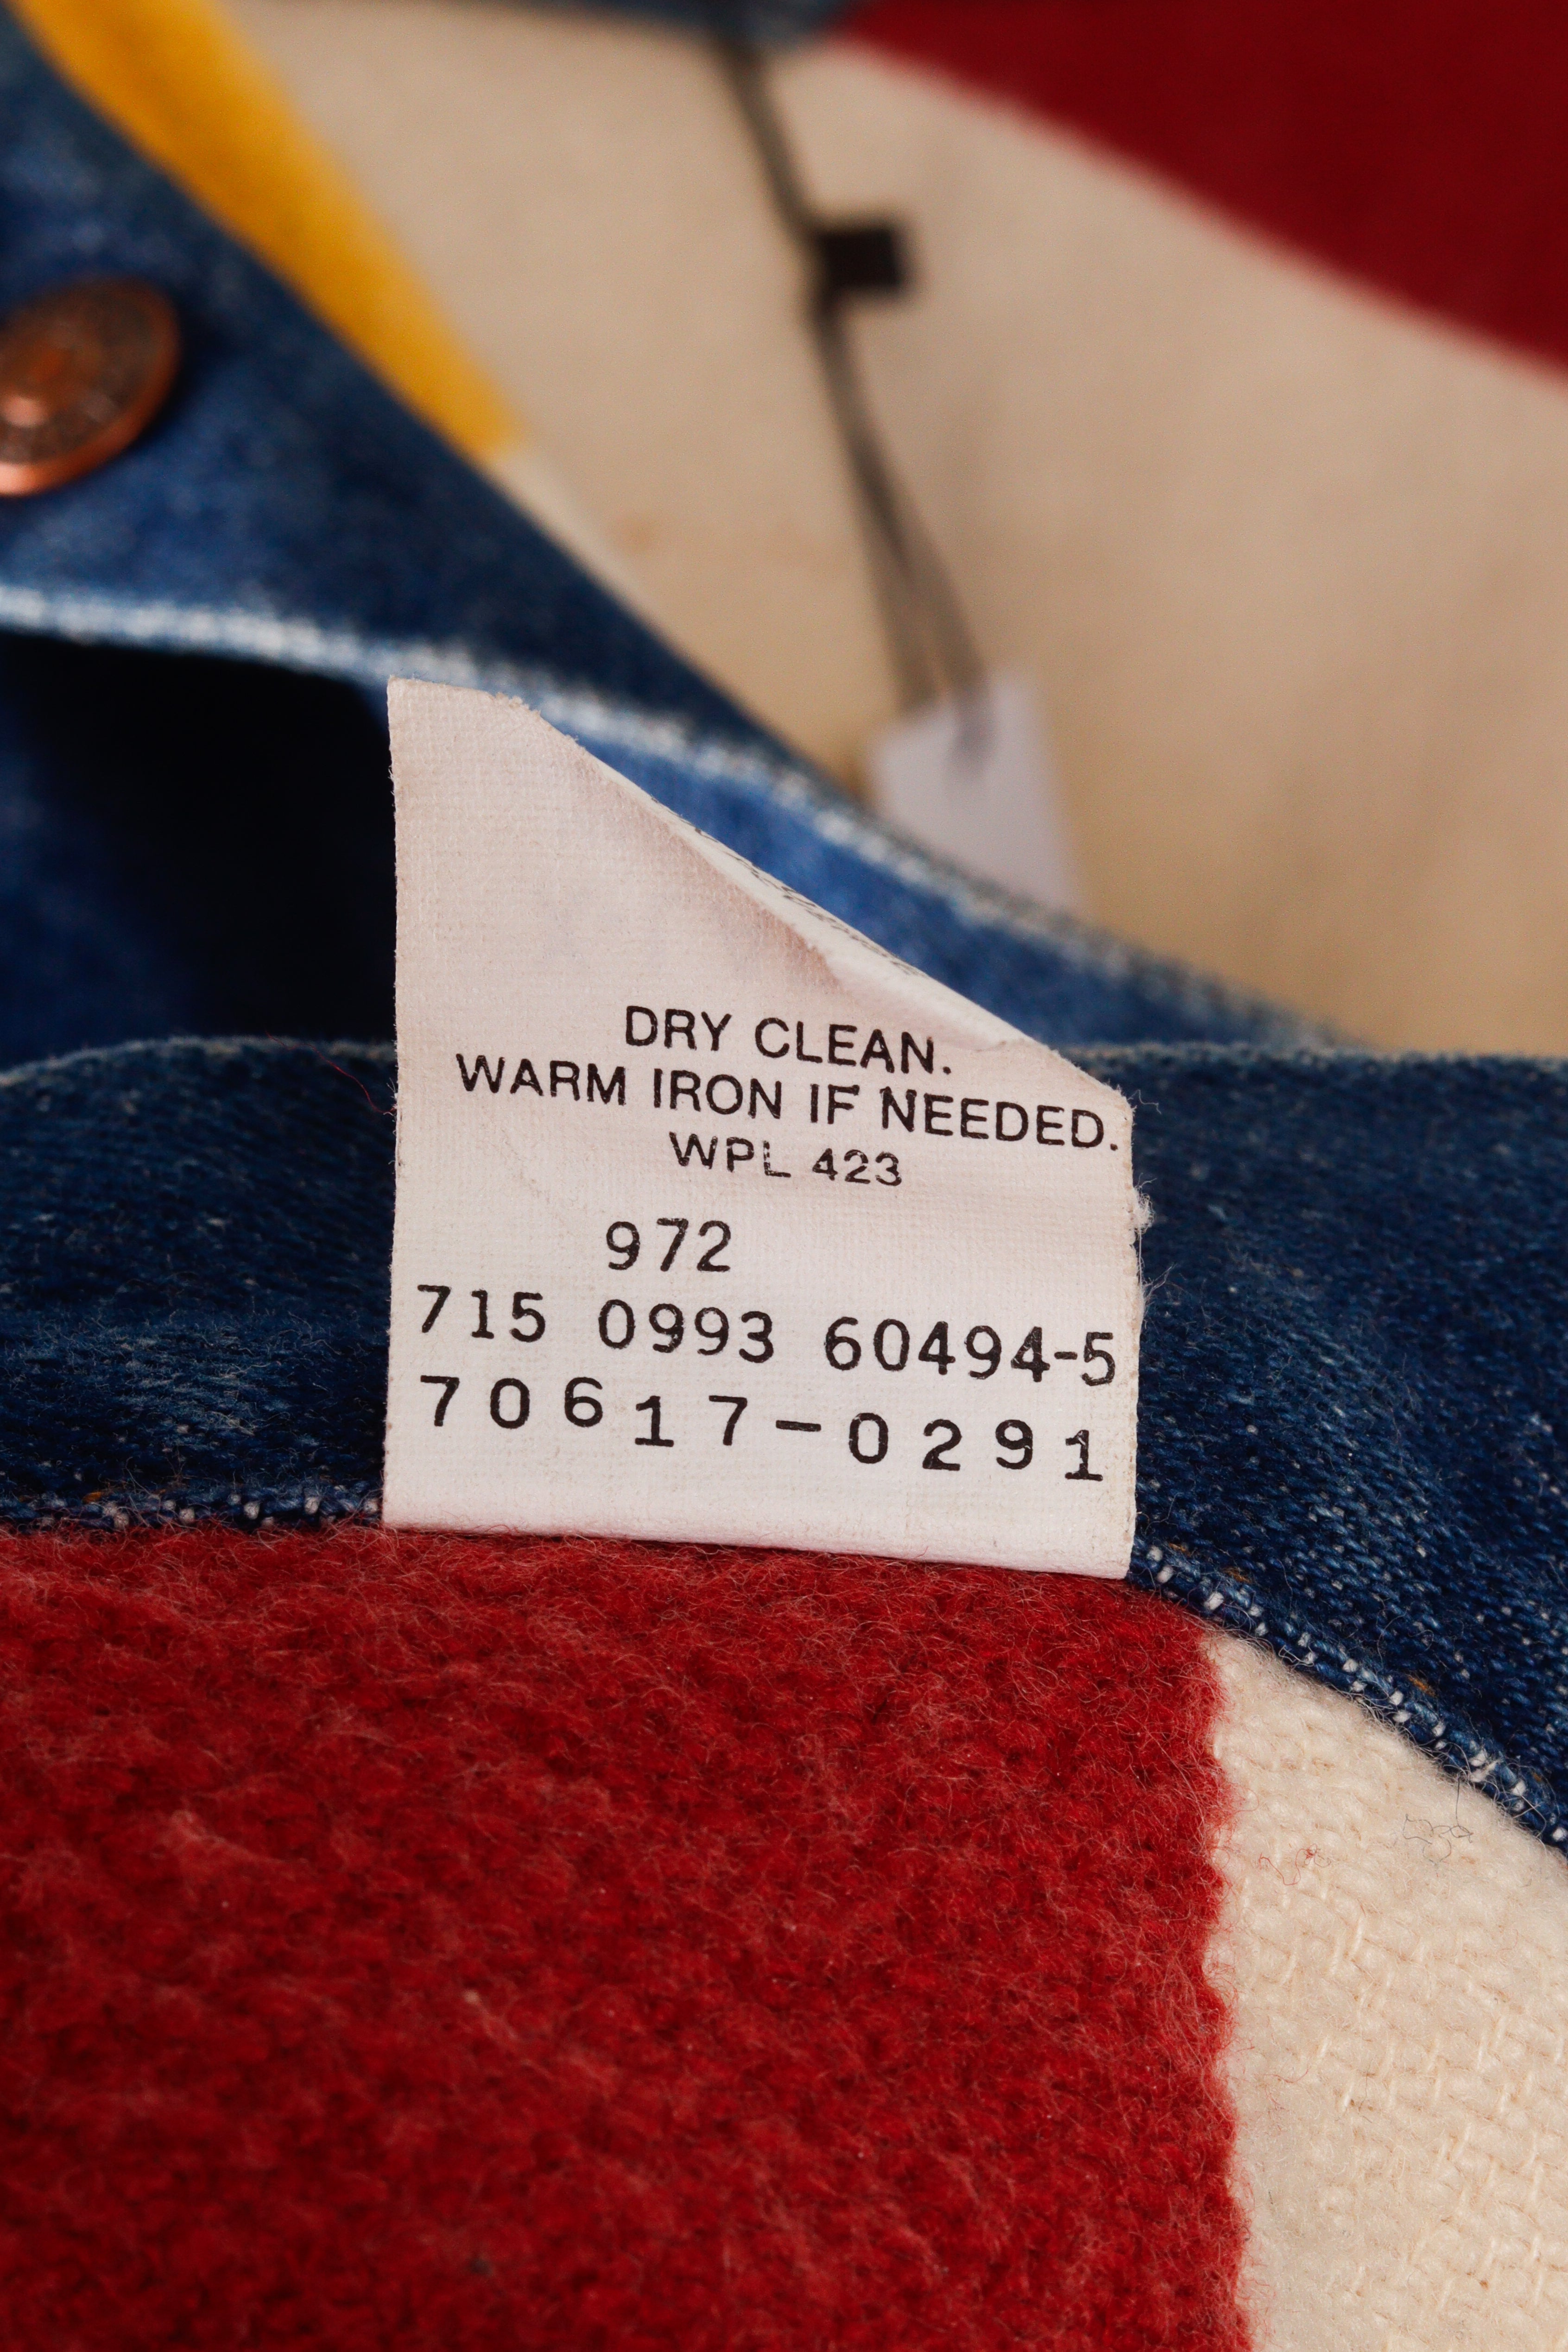 DRY CLEAN.
WARM IRON IF NEEDED.
WPL 423
972
715 0993 60494-5
70617-0291